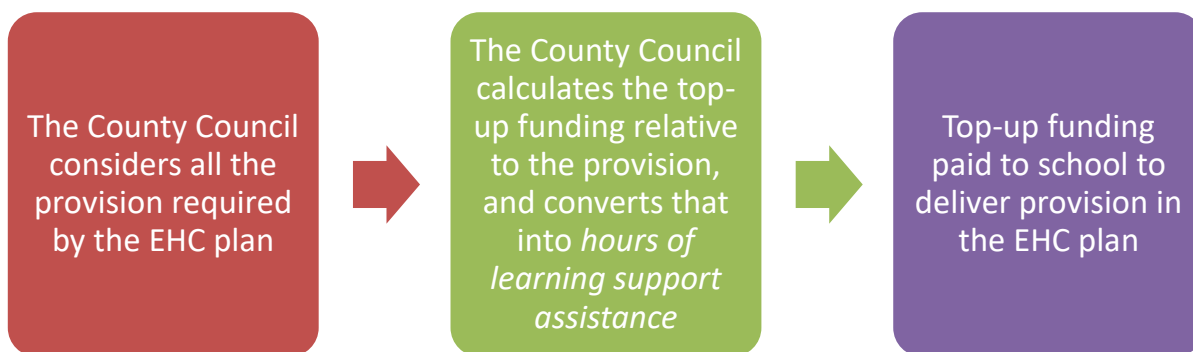 The County Council
considers all the
provision required
by the EHC plan
The County Council
calculates the top-
up funding relative
to the provision,
and converts that
into hours of
learning support
assistance
Top-up funding
paid to school to
deliver provision in
the EHC plan